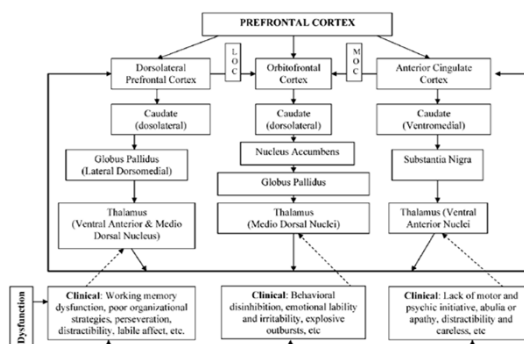 PREFRONTAL CORTEX
Dorsolateral
Prefrontal Cortex
LOC
Orbitofrontal
Cortex
MOC
Anterior Cingulate
Cortex
Caudate
(dosolateral)
Caudate
(dorsolateral)
Caudate
(Ventromedial)
Globus Pallidus
(Lateral Dorsomedial)
Nucleus Accumbens
Substantia Nigra
Globus Pallidus
Thalamus
(Ventral Anterior & Medio
Dorsal Nucleus)
Thalamus
(Medio Dorsal Nuclei)
Thalamus (Ventral
Anterior Nuclei
Dysfunction
Clinical: Working memory
dysfunction, poor organizational
strategies, perseveration,
distractibility, labile affect, etc.
Clinical: Behavioral
disinhibition, emotional lability
and irritability, explosive
outbursts, etc
Clinical: Lack of motor and
psychic initiative, abulia or
apathy, distractibility and
careless, etc.